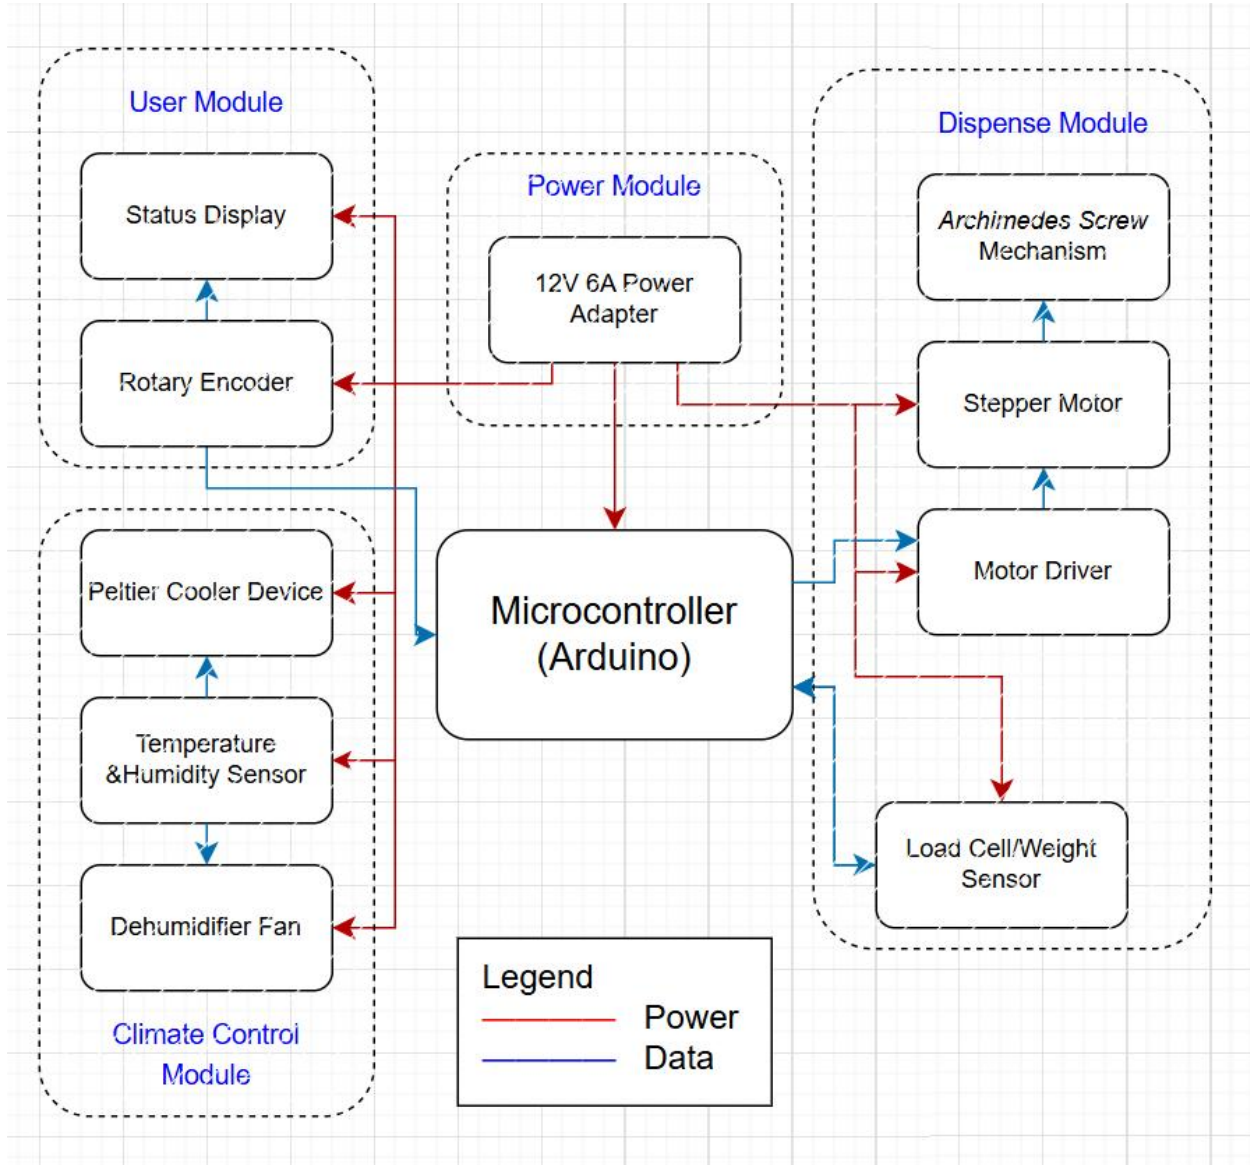 User Module
Status Display
Rotary Encoder
Power Module
12V 6A Power
Adapter
Dispense Module
Archimedes Screw
Mechanism
Stepper Motor
Motor Driver
Load Cell/Weight
Sensor
Microcontroller
(Arduino)
Peltier Cooler Device
Temperature
&Humidity Sensor
Dehumidifier Fan
Climate Control
Module
Legend
Power
Data